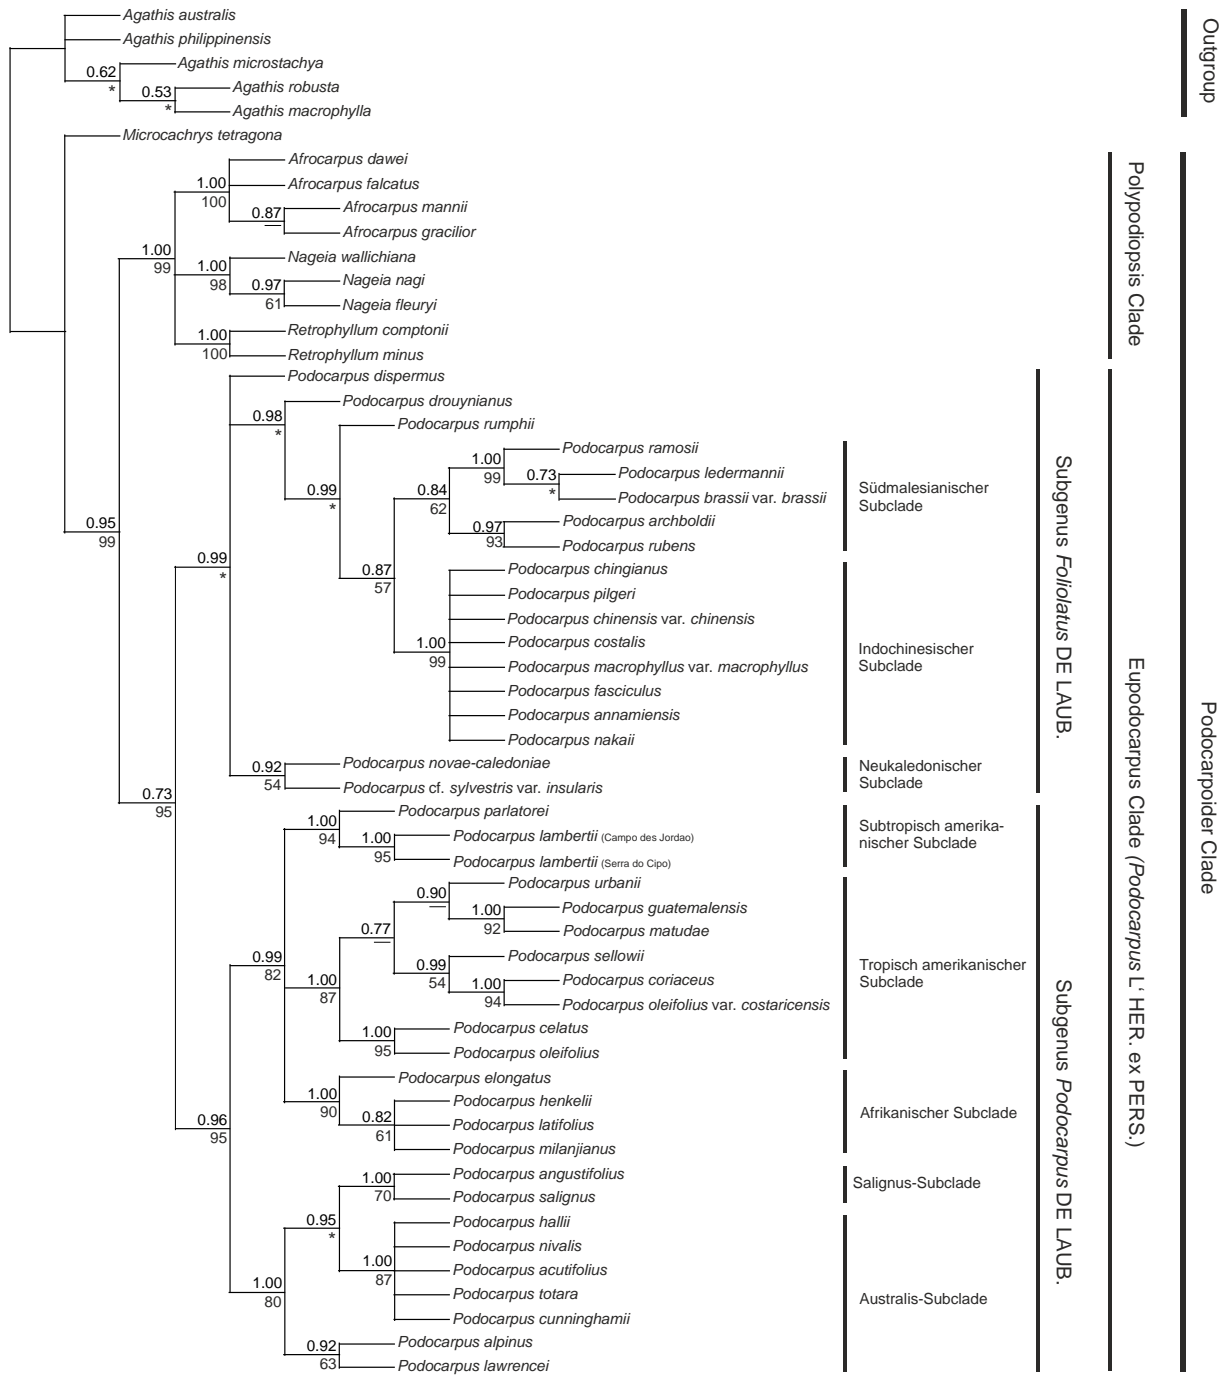 Agathis australis
Agathis philippinensis
Agathis microstachya
0.62
*
Agathis robusta
0.53
*
Agathis macrophylla
Outgroup
Microcachrys tetragona
Afrocarpus dawei
1.00
100
Afrocarpus falcatus
Afrocarpus mannii
0.87
—
Afrocarpus gracilior
1.00
99
Nageia wallichiana
1.00
98
Nageia nagi
0.97
61
Nageia fleuryi
Retrophyllum comptonii
1.00
100
Retrophyllum minus
Polypodiopsis Clade
Podocarpus dispermus
Podocarpus drouynianus
0.98
*
Podocarpus rumphii
Podocarpus ramosii
1.00
99
Podocarpus ledermannii
0.73
*
Podocarpus brassii var. brassii
0.99
*
0.84
62
Podocarpus archboldii
0.97
93
Podocarpus rubens
Südmalesianischer
Subclade
0.95
99
0.99
*
0.87
57
Podocarpus chingianus
Podocarpus pilgeri
Podocarpus chinensis var. chinensis
Podocarpus costalis
1.00
99
Podocarpus macrophyllus var. macrophyllus
Podocarpus fasciculus
Podocarpus annamiensis
Podocarpus nakaii
Indochinesischer
Subclade
Podocarpus novae-caledoniae
0.92
54
Podocarpus cf. sylvestris var. insularis
Neukaledonischer
Subclade
Subgenus Foliolatus DE LAUB.
0.73
95
Podocarpus parlatorei
1.00
94
Podocarpus lambertii (Campo des Jordao)
1.00
95
Podocarpus lambertii (Serra do Cipo)
Subtropisch amerika-
nischer Subclade
Podocarpus urbanii
0.90
—
Podocarpus guatemalensis
1.00
92
Podocarpus matudae
0.77
—
Podocarpus sellowii
0.99
54
Podocarpus coriaceus
1.00
94
Podocarpus oleifolius var. costaricensis
0.99
82
1.00
87
Podocarpus celatus
1.00
95
Podocarpus oleifolius
Tropisch amerikanischer
Subclade
Podocarpus elongatus
1.00
90
Podocarpus henkelii
0.82
61
Podocarpus latifolius
Podocarpus milanjianus
Afrikanischer Subclade
0.96
95
Podocarpus angustifolius
1.00
70
Podocarpus salignus
Salignus-Subclade
0.95
*
Podocarpus hallii
Podocarpus nivalis
1.00
87
Podocarpus acutifolius
Podocarpus totara
Podocarpus cunninghamii
1.00
80
Podocarpus alpinus
0.92
63
Podocarpus lawrencei
Australis-Subclade
Subgenus Podocarpus DE LAUB.
Eupodocarpus Clade (Podocarpus L' HER. ex PERS.)
Podocarpoider Clade